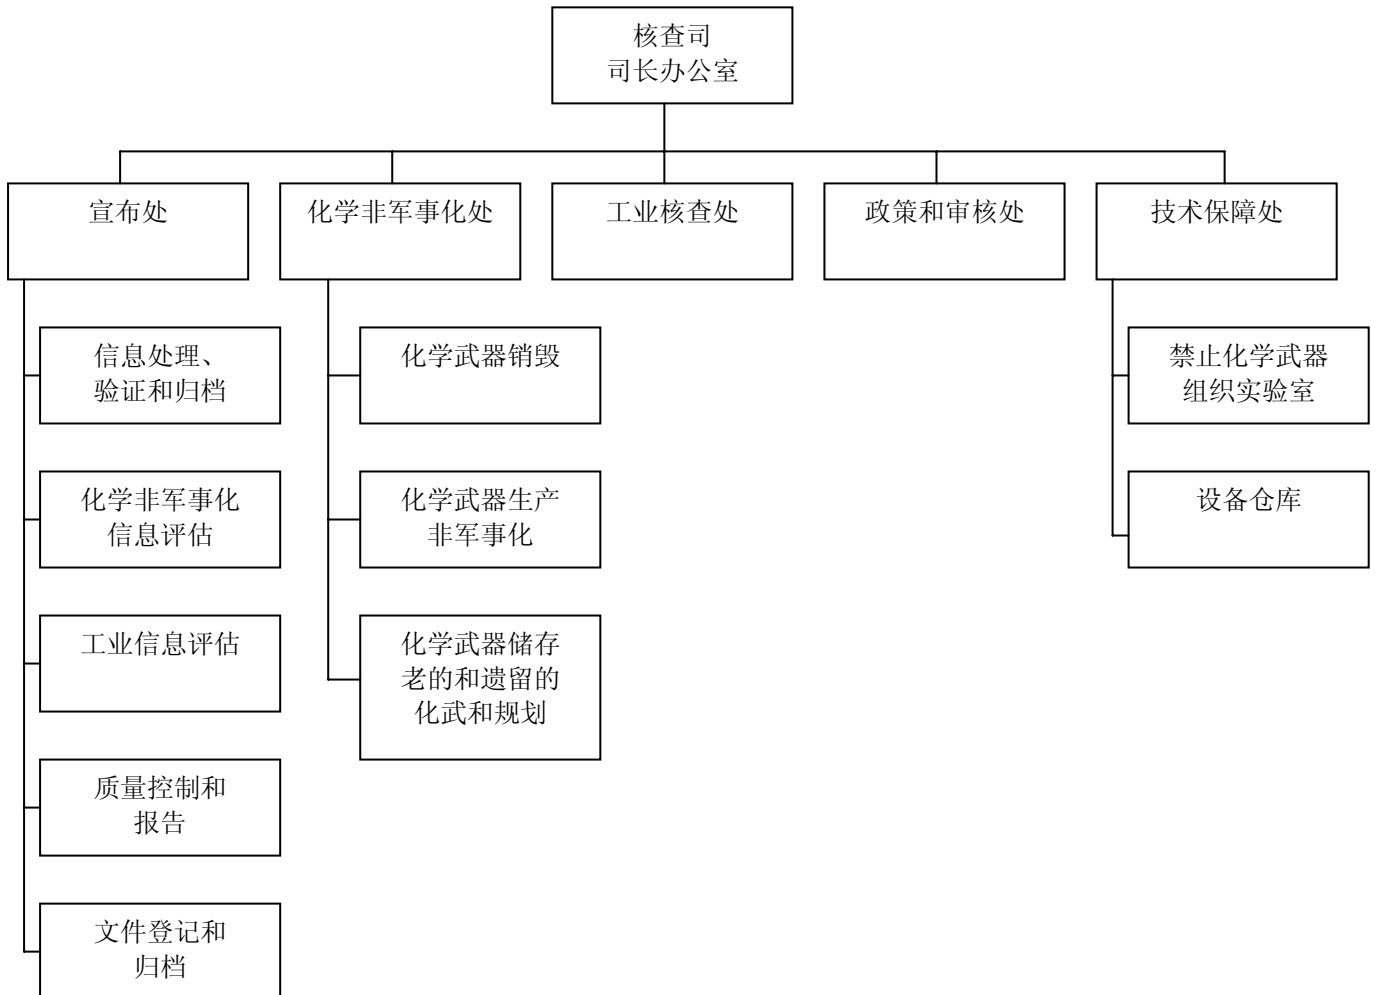 核查司
司长办公室
宣布处
化学非军事化处
工业核查处
政策和审核处
技术保障处
信息处理、
验证和归档
化学武器销毁
禁止化学武器
组织实验室
化学非军事化
信息评估
化学武器生产
非军事化
设备仓库
工业信息评估
化学武器储存
老的和遗留的
化武和规划
质量控制和
报告
文件登记和
归档